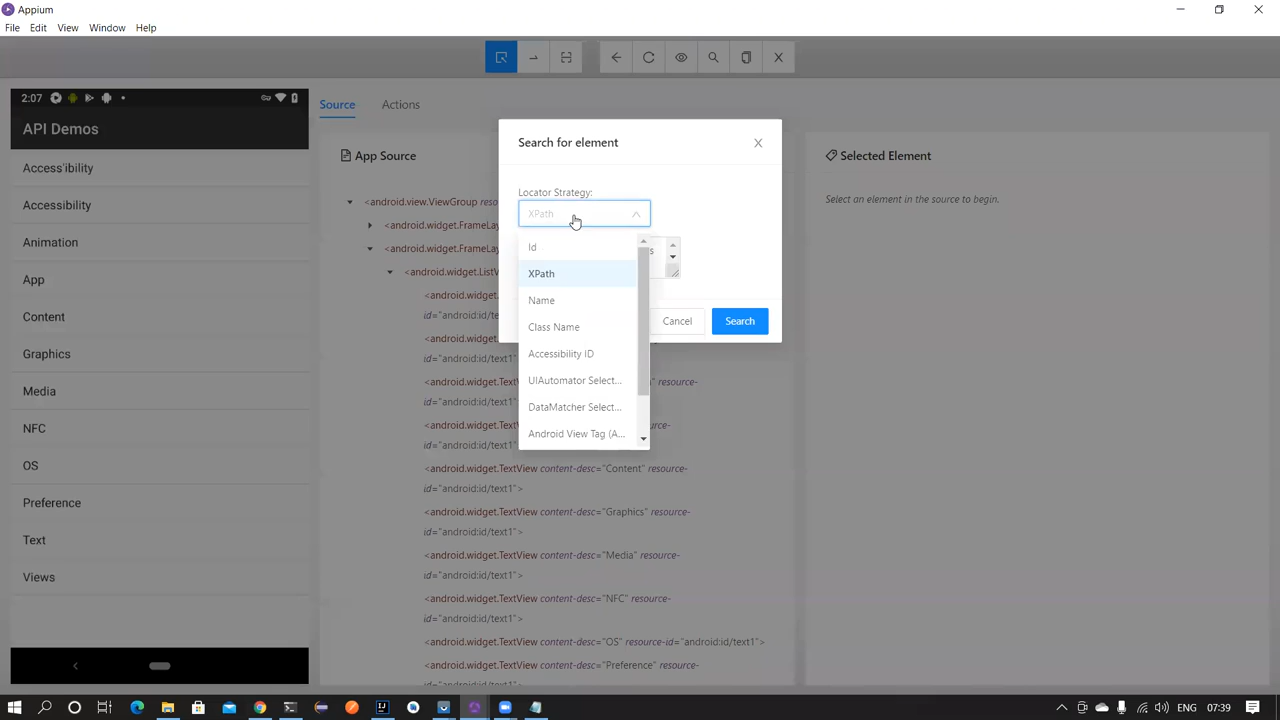 Appium
File Edit View Window Help
2:07
API Demos
Access'ibility
Accessibility
Animation
App
Content
Graphics
Media
NFC
OS
Preference
Text
Views
Source Actions
App Source
<android.view.ViewGroup
<android.widget.FrameLay
<android.widget.FrameLay
<android.widget.ListV
<android.widget.
id="android:id/text1">
<android.widget.
id="android:id/text1">
<android.widget.Text
resource-
id="android:id/text1">
<android.widget.Text
id="android:id/text1">
<android.widget.TextView content-desc="Content" resource-
id="android:id/text1">
<android.widget.TextView content-desc="Graphics" resource-
id="android:id/text1">
<android.widget.TextView content-desc="Media" resource-
id="android:id/text1">
<android.widget.TextView content-desc="NFC" resource-
id="android:id/text1">
<android.widget.TextView content-desc="OS" resource-id="android:id/text1">
<android.widget.TextView content-desc="Preference" resource-
Search for element
Locator Strategy:
XPath
Id
XPath
Name
Class Name
Accessibility ID
UIAutomator Select...
DataMatcher Select...
Android View Tag (A...
s
Cancel Search
Selected Element
Select an element in the source to begin.
ENG 07:39